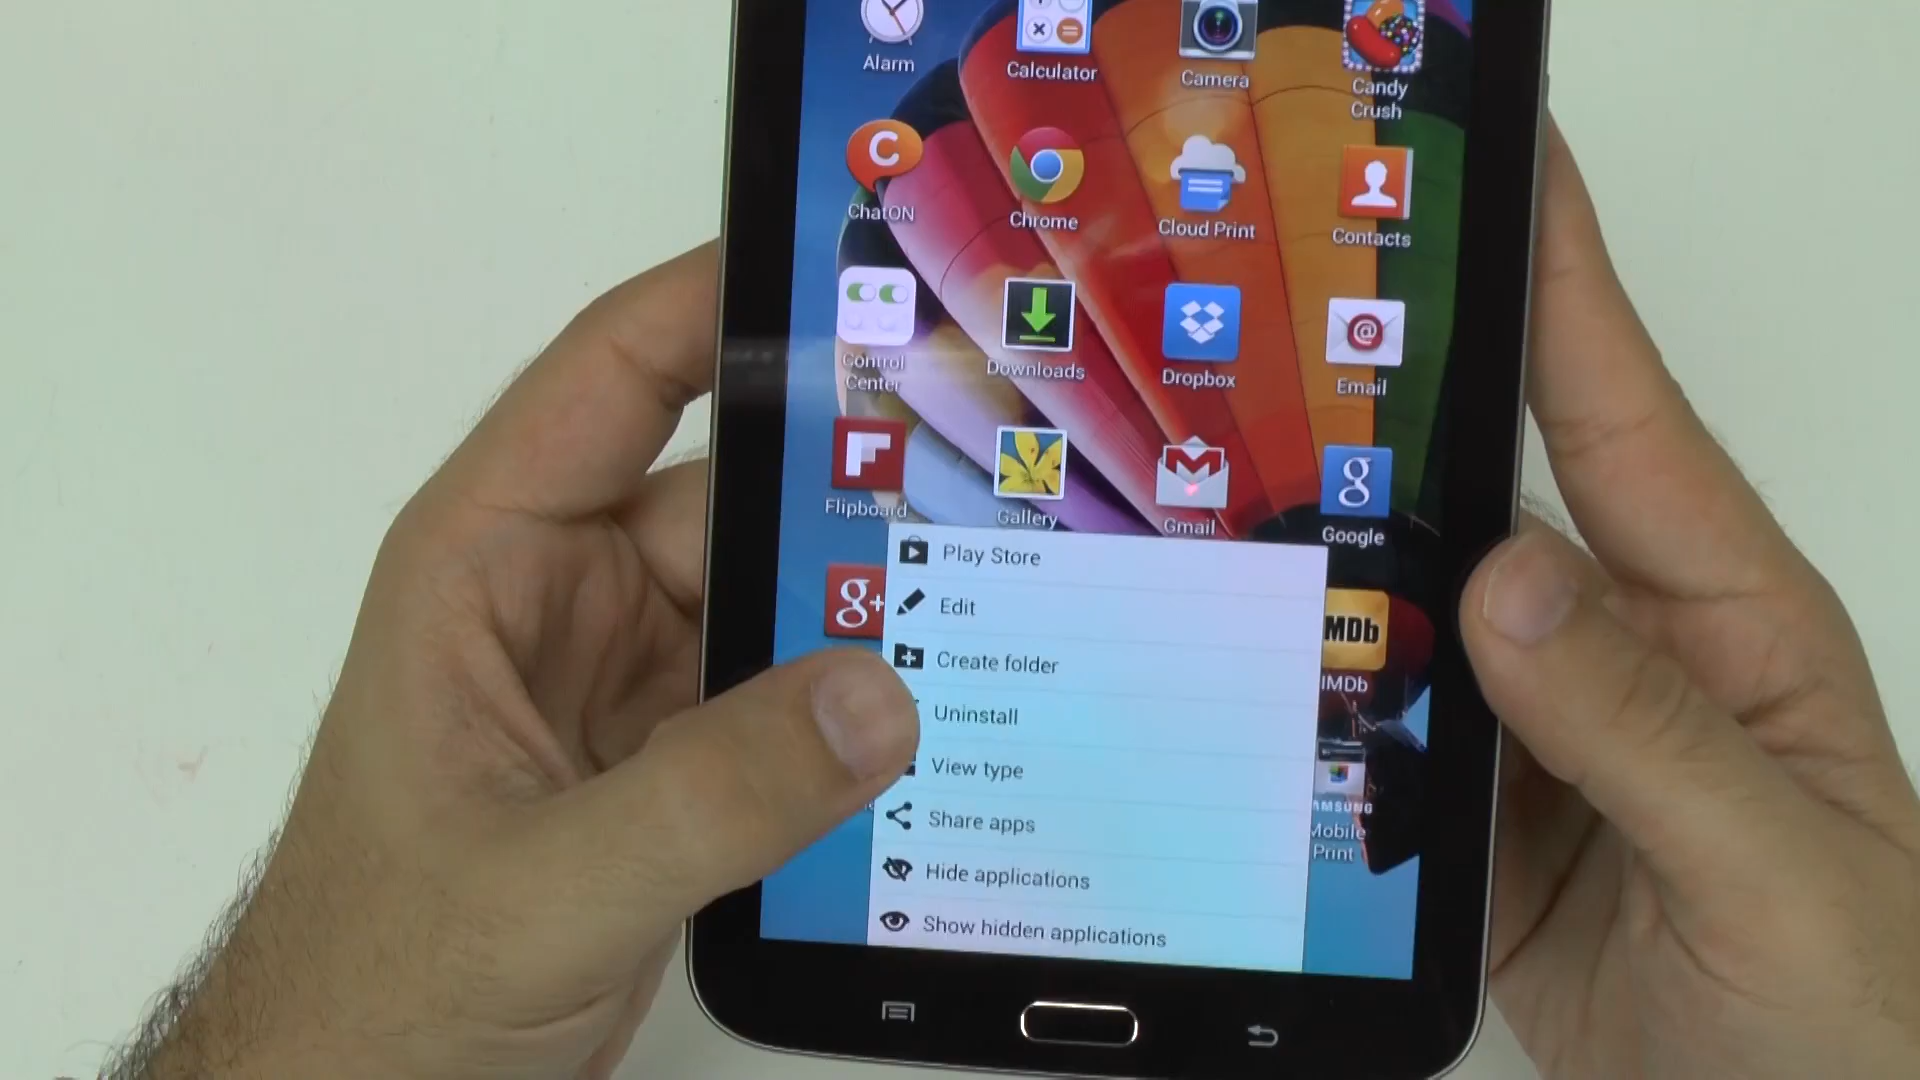 Alarm
Calculator
Camera
Candy
Crush
C
ChatON
Chrome
Cloud Print
Contacts
Control
Center
Downloads
Dropbox
@
Email
F
Flipboard
Gallery
M
Gmail
g
Google
g+
Play Store
Edit
Create folder
Uninstall
View type
Share apps
Hide applications
Show hidden applications
IMDb
IMDb
SAMSUNG
Mobile
Print